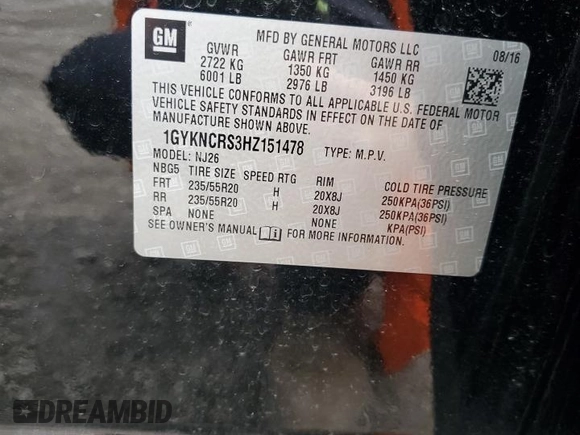 GM
MFD BY GENERAL MOTORS LLC
08/16
GVWR GAWR FRT GAWR RR
2722 KG 1350 KG 1450 KG
6001 LB 2976 LB 3196 LB
THIS VEHICLE CONFORMS TO ALL APPLICABLE U.S. FEDERAL MOTOR
VEHICLE SAFETY STANDARDS IN EFFECT ON THE DATE OF
MANUFACTURE SHOWN ABOVE.
1GYKNCRS3HZ151478 TYPE: M.P.V.
MODEL: NJ26
NBG5 TIRE SIZE SPEED RTG RIM COLD TIRE PRESSURE
FRT 235/55R20 H 20X8J 250KPA(36PSI)
RR 235/55R20 H 20X8J 250KPA(36PSI)
SPA NONE NONE KPA(PSI)
SEE OWNER'S MANUAL FOR MORE INFORMATION.
DREAMBID